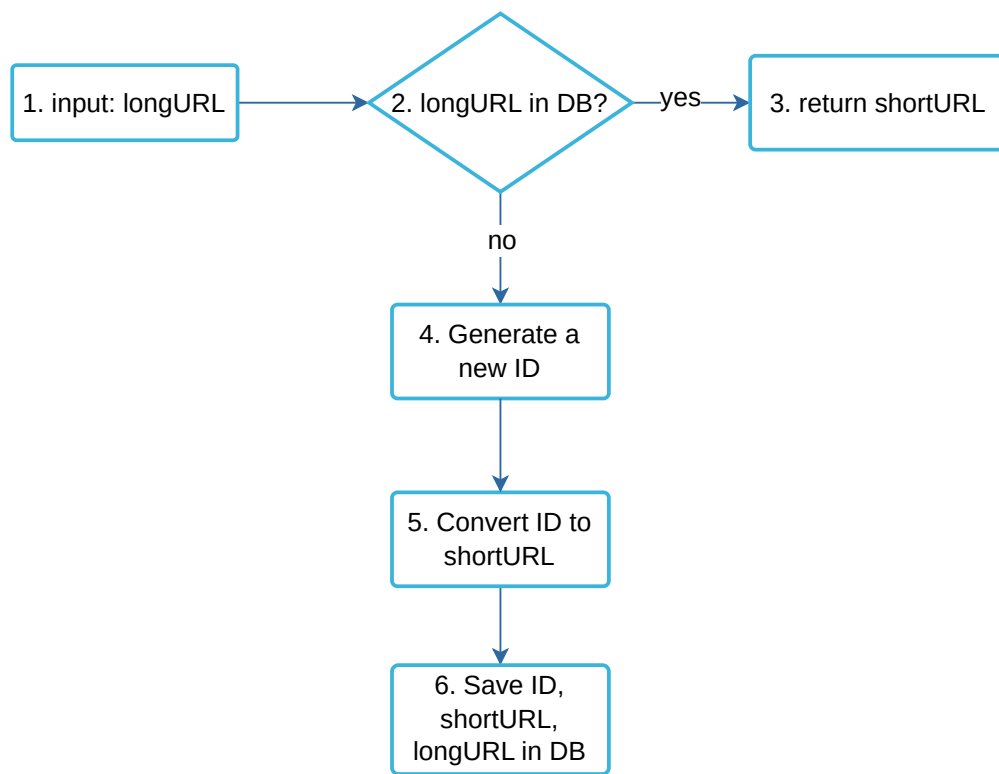 1. input: longURL
2. longURL in DB?
yes
3. return shortURL
no
4. Generate a
new ID
5. Convert ID to
shortURL
6. Save ID,
shortURL,
longURL in DB